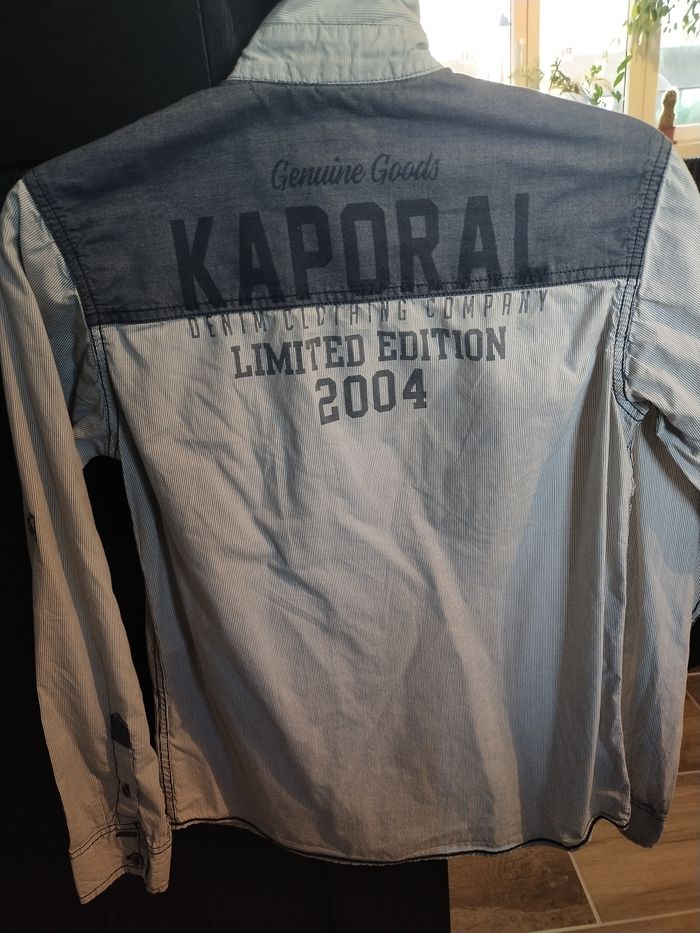 Genuine Goods
KAPORAL
DENIM CLOTHING COMPANY
LIMITED EDITION
2004